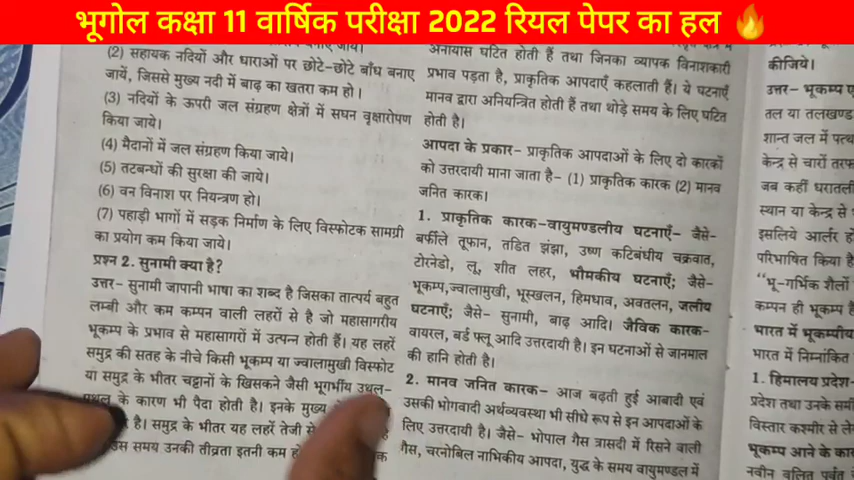 भूगोल कक्षा 11 वार्षिक परीक्षा 2022 रियल पेपर का हल 🔥
(2) सहायक नदियों और धाराओं पर छोटे-छोटे बाँध बनाए
जायें, जिससे मुख्य नदी में बाढ़ का खतरा कम हो।
(3) नदियों के ऊपरी जल संग्रहण क्षेत्रों में सघन वृक्षारोपण
किया जाये।
(4) मैदानों में जल संग्रहण किया जाये।
(5) तटबन्धों की सुरक्षा की जाये।
(6) वन विनाश पर नियन्त्रण हो।
(7) पहाड़ी भागों में सड़क निर्माण के लिए विस्फोटक सामग्री
का प्रयोग कम किया जाये।
प्रश्न 2. सुनामी क्या है?
उत्तर- सुनामी जापानी भाषा का शब्द है जिसका तात्पर्य बहुत
लम्बी और कम कम्पन वाली लहरों से है जो महासागरीय
भूकम्प के प्रभाव से महासागरों में उत्पन्न होती हैं। यह लहरें
समुद्र की सतह के नीचे किसी भूकम्प या ज्वालामुखी विस्फोट
या समुद्र के भीतर चट्टानों के खिसकने जैसी भूगर्भीय उथल-
पुथल के कारण भी पैदा होती है। इनके मुख्य
है। समुद्र के भीतर यह लहरें तेजी से
उस समय उनकी तीव्रता इतनी कम
अनायास घटित होती हैं तथा जिनका व्यापक विनाशकारी
प्रभाव पड़ता है, प्राकृतिक आपदाएँ कहलाती हैं। ये घटनाएँ
मानव द्वारा अनियन्त्रित होती हैं तथा थोड़े समय के लिए घटित
होती है।
आपदा के प्रकार- प्राकृतिक आपदाओं के लिए दो कारकों
को उत्तरदायी माना जाता है- (1) प्राकृतिक कारक (2) मानव
जनित कारक।
1. प्राकृतिक कारक-वायुमण्डलीय घटनाएँ- जैसे-
बर्फीले तूफान, तडित झंझा, उष्ण कटिबंधीय चक्रवात,
टोरनेडो, लू, शीत लहर, भौमकीय घटनाएँ; जैसे-
भूकम्प,ज्वालामुखी, भूस्खलन, हिमधाव, अवतलन, जलीय
घटनाएँ; जैसे- सुनामी, बाढ़ आदि। जैविक कारक-
वायरल, बर्ड फ्लू आदि उत्तरदायी है। इन घटनाओं से जानमाल
की हानि होती है।
2. मानव जनित कारक- आज बढ़ती हुई आबादी एवं
उसकी भोगवादी अर्थव्यवस्था भी सीधे रूप से इन आपदाओं के
लिए उत्तरदायी है। जैसे- भोपाल गैस त्रासदी में रिसने वाली
गैस, चरनोबिल नाभिकीय आपदा, युद्ध के समय वायुमण्डल में
कीजिये।
उत्तर- भूकम्प
तल या तलखण्ड
शान्त जल में
केन्द्र से चारों
जब कहीं
स्थान या केन्द्र से
इसलिये आर्लर
परिभाषित किया
"भू-गर्भिक शैलों
कम्पन ही भूकम्प
भारत में भूकम्पीय
भारत में निम्नांकित
1. हिमालय प्रदेश-
प्रदेश तथा उनके
विस्तार कश्मीर से
भूकम्प आने के
नवीन वलित पर्वत